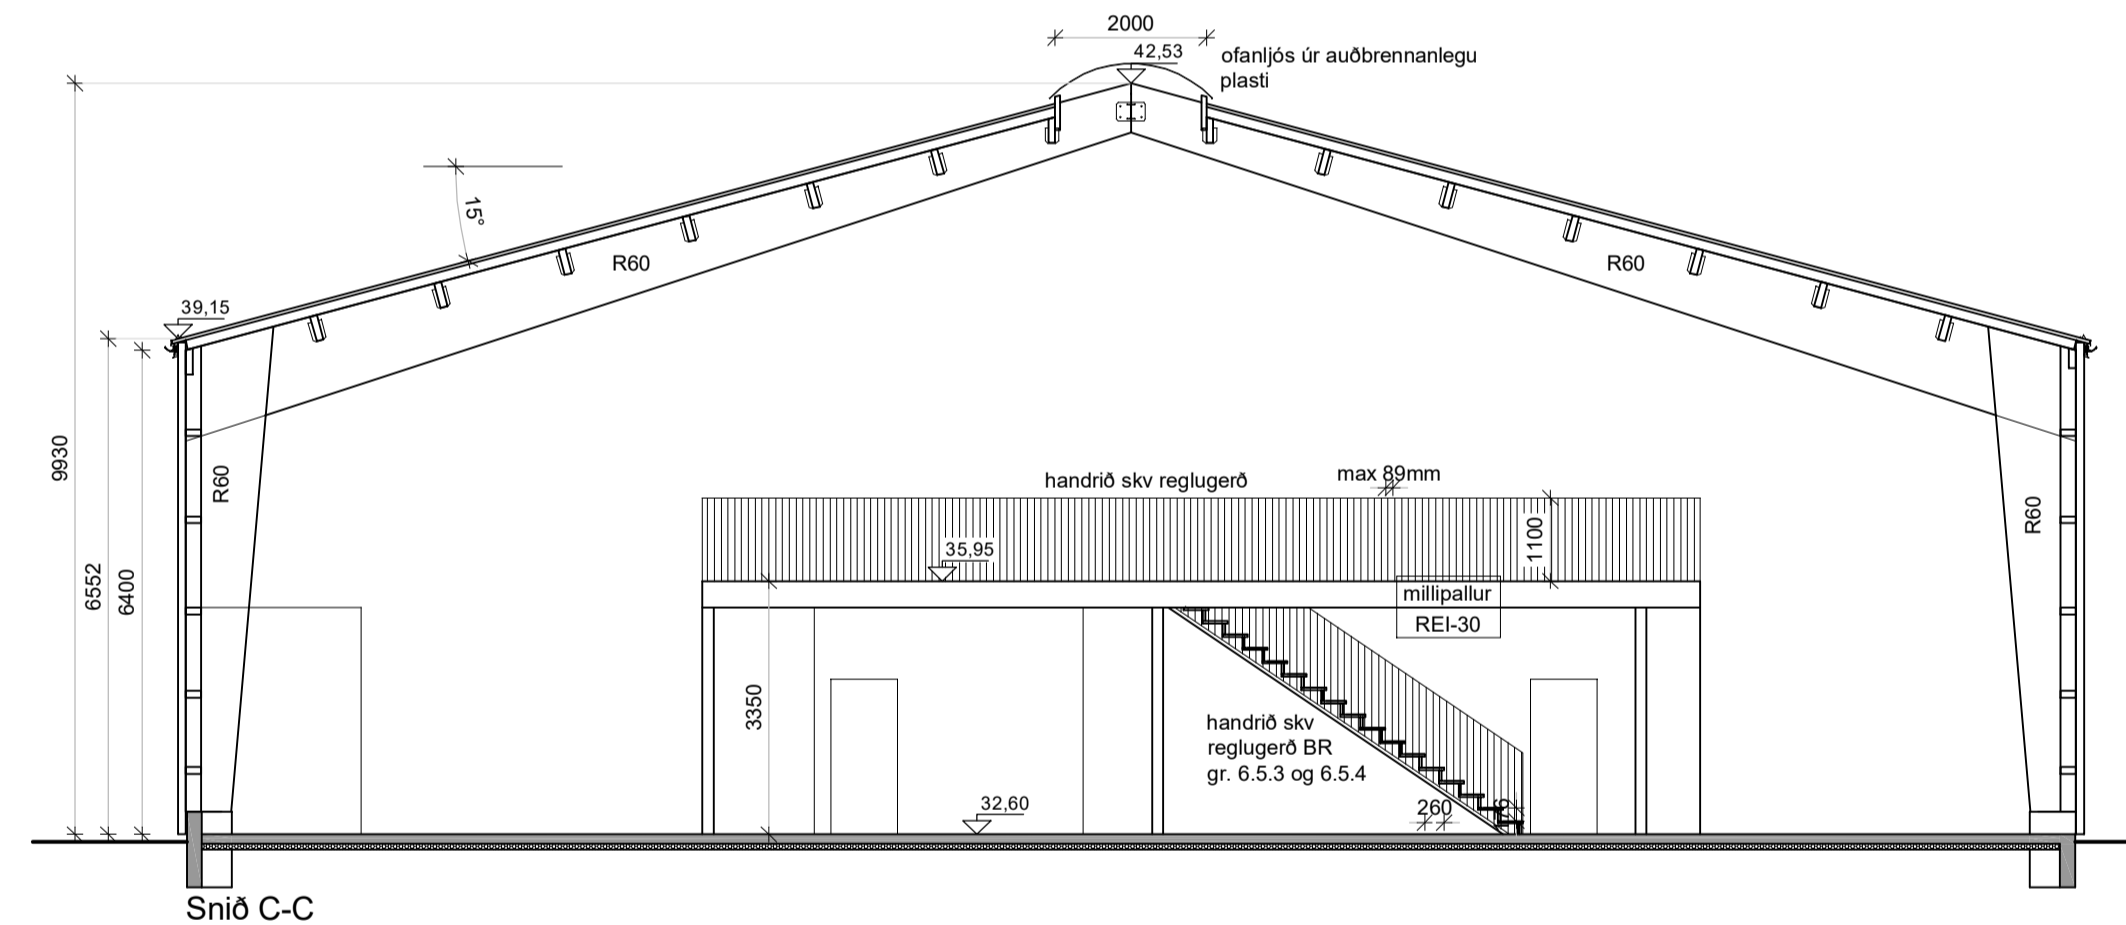 2000
42,53
ofanljós úr auðbrennanlegu
plasti
15°
R60
R60
39,15
9930
6552
6400
R60
R60
handrið skv reglugerð
max 89mm
1100
35,95
millipallur
REI-30
3350
handrið skv
reglugerð BR
gr. 6.5.3 og 6.5.4
32,60
260
Snið C-C